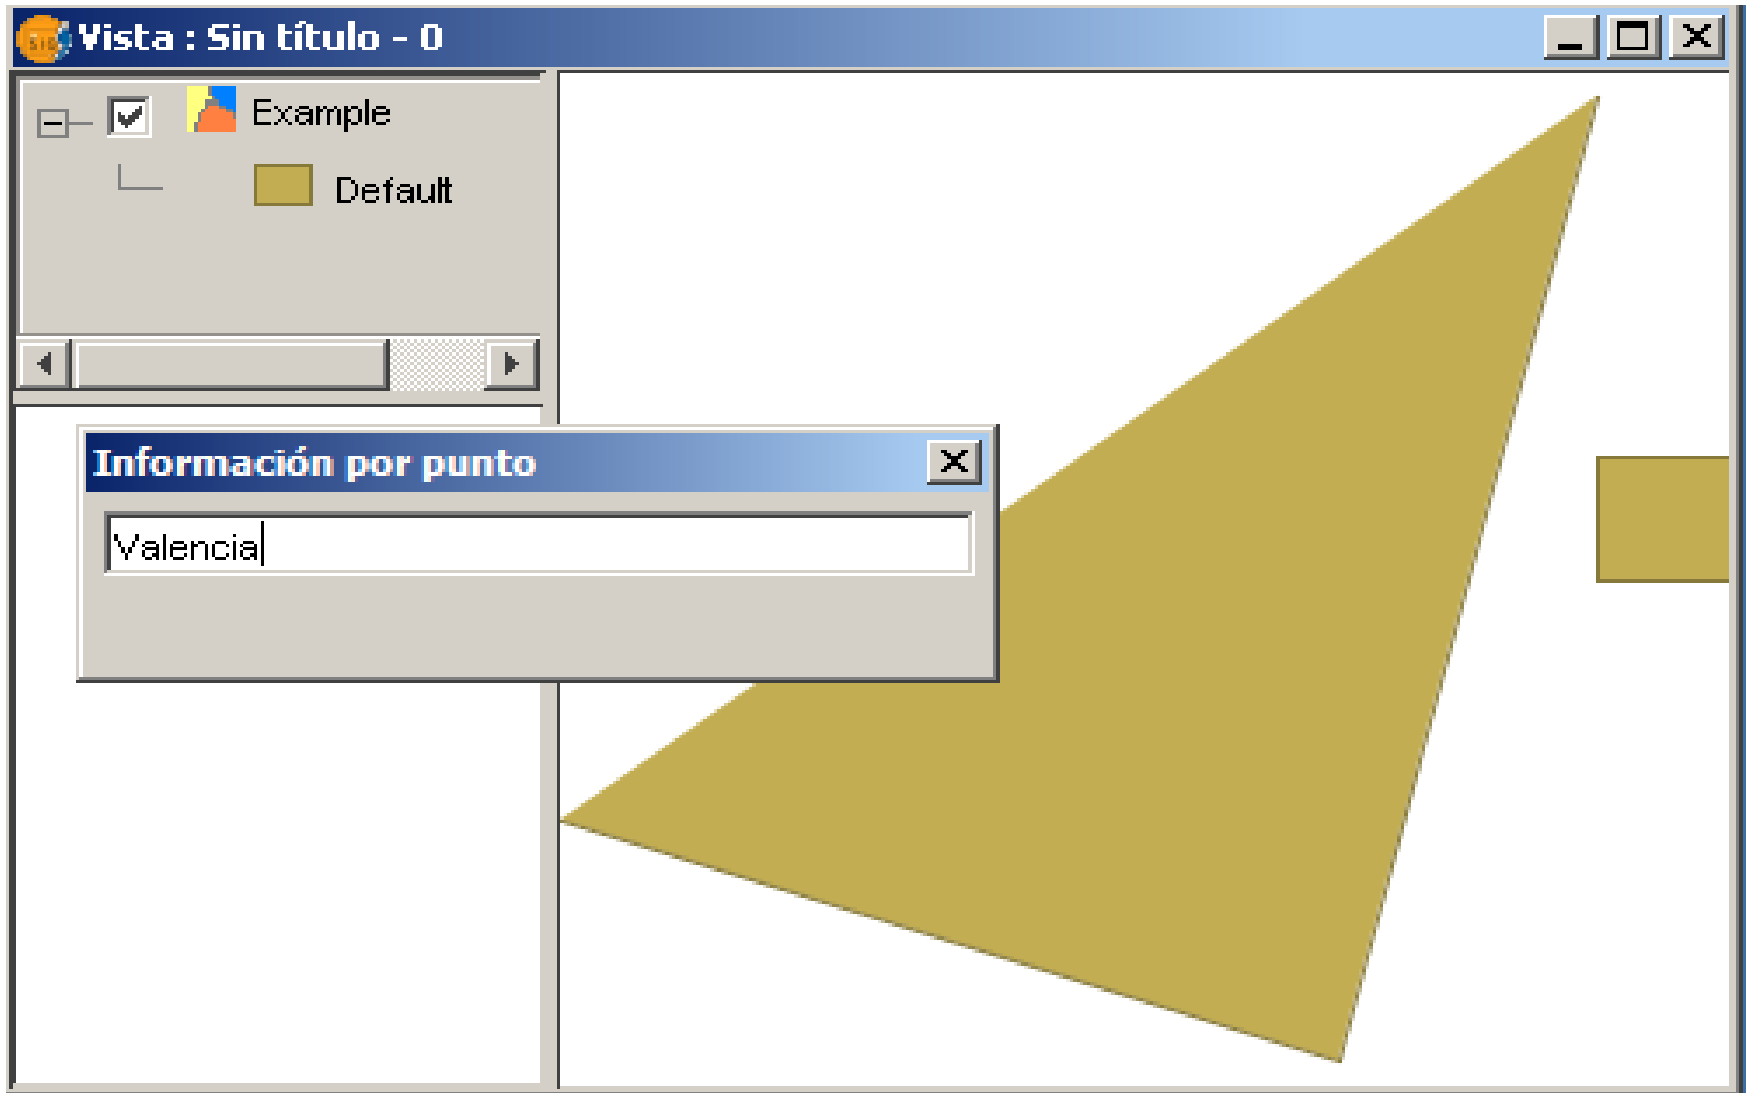 Vista : Sin título - 0
Example
Default
Información por punto
Valencia